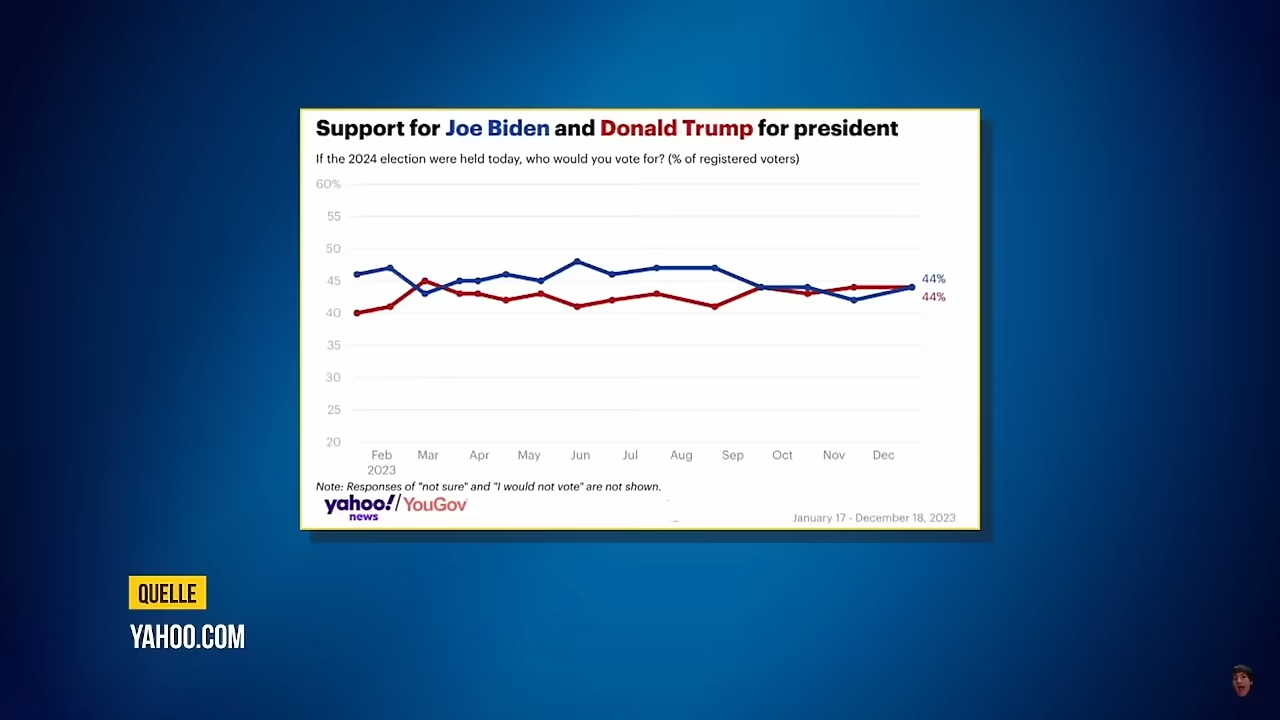 Support for Joe Biden and Donald Trump for president
If the 2024 election were held today, who would you vote for? (% of registered voters)
60%
55
50
45
40
35
30
25
20
44%
44%
Feb Mar Apr May Jun Jul Aug Sep Oct Nov Dec
2023
Note: Responses of "not sure" and "I would not vote" are not shown.
yahoo! / YouGov
news
January 17 - December 18, 2023
QUELLE
YAHOO.COM